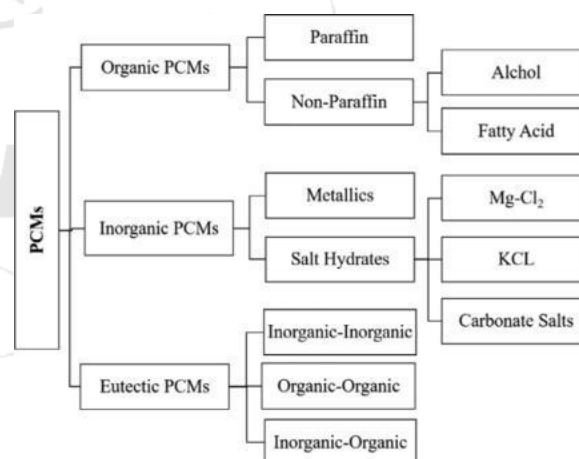 PCMs
Organic PCMs
Paraffin
Non-Paraffin
Alchol
Fatty Acid
Inorganic PCMs
Metallics
Salt Hydrates
Mg-Cl₂
KCL
Carbonate Salts
Eutectic PCMs
Inorganic-Inorganic
Organic-Organic
Inorganic-Organic